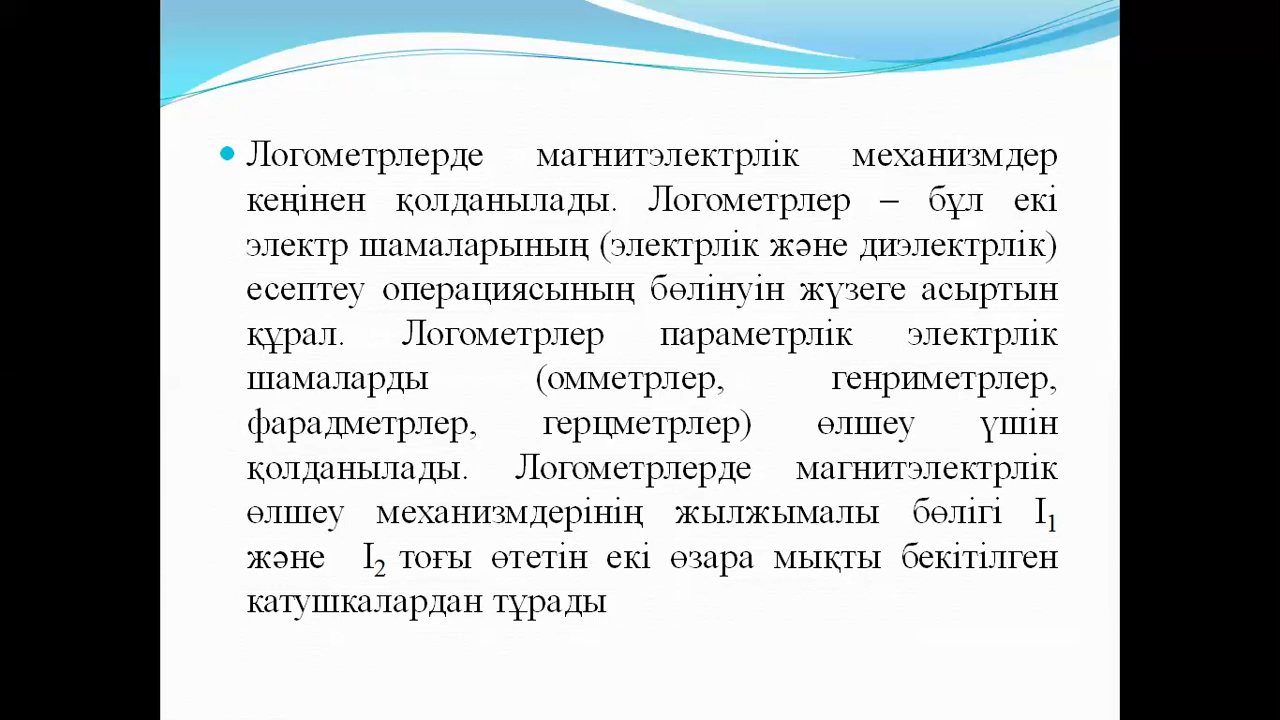 Логометрлерде магнитэлектрлік механизмдер
кеңінен қолданылады. Логометрлер – бұл екі
электр шамаларының (электрлік және диэлектрлік)
есептеу операциясының бөлінуін жүзеге асыртын
құрал. Логометрлер параметрлік электрлік
шамаларды (омметрлер, генриметрлер,
фарадметрлер, герцметрлер) өлшеу үшін
қолданылады. Логометрлерде магнитэлектрлік
өлшеу механизмдерінің жылжымалы бөлігі I₁
және I₂ тоғы өтетін екі өзара мықты бекітілген
катушкалардан тұрады